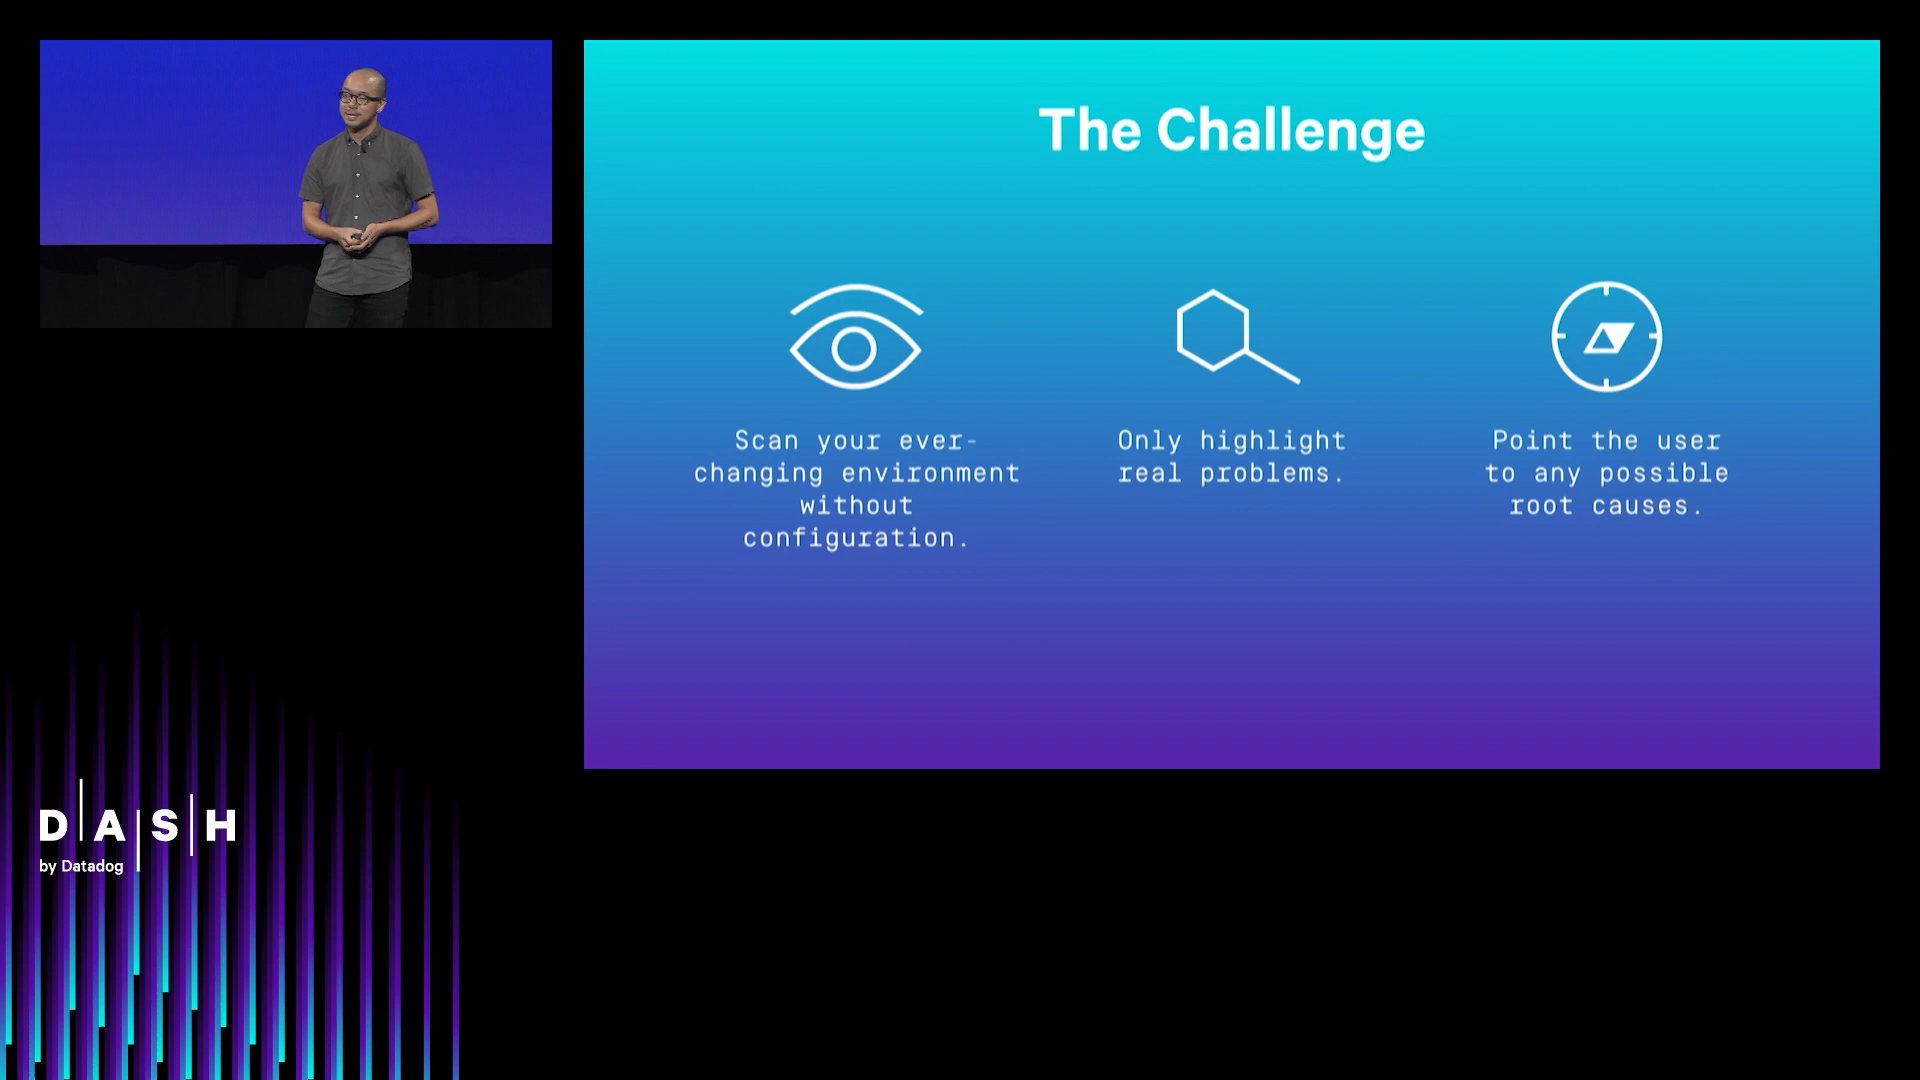 The Challenge
Scan your ever-
changing environment
without
configuration.
Only highlight
real problems.
Point the user
to any possible
root causes.
D|A|S|H
by Datadog